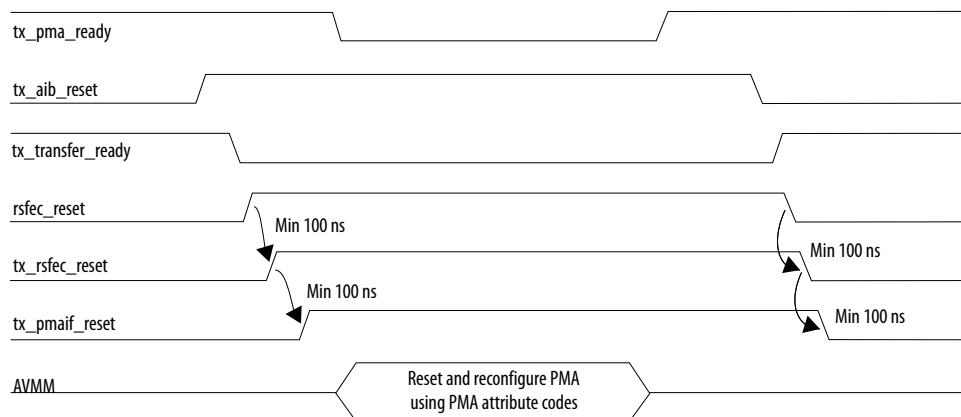 tx_pma_ready
tx_aib_reset
tx_transfer_ready
rsfec_reset
Min 100 ns
tx_rsfec_reset
Min 100 ns
Min 100 ns
tx_pmaif_reset
Min 100 ns
AVMM
Reset and reconfigure PMA
using PMA attribute codes